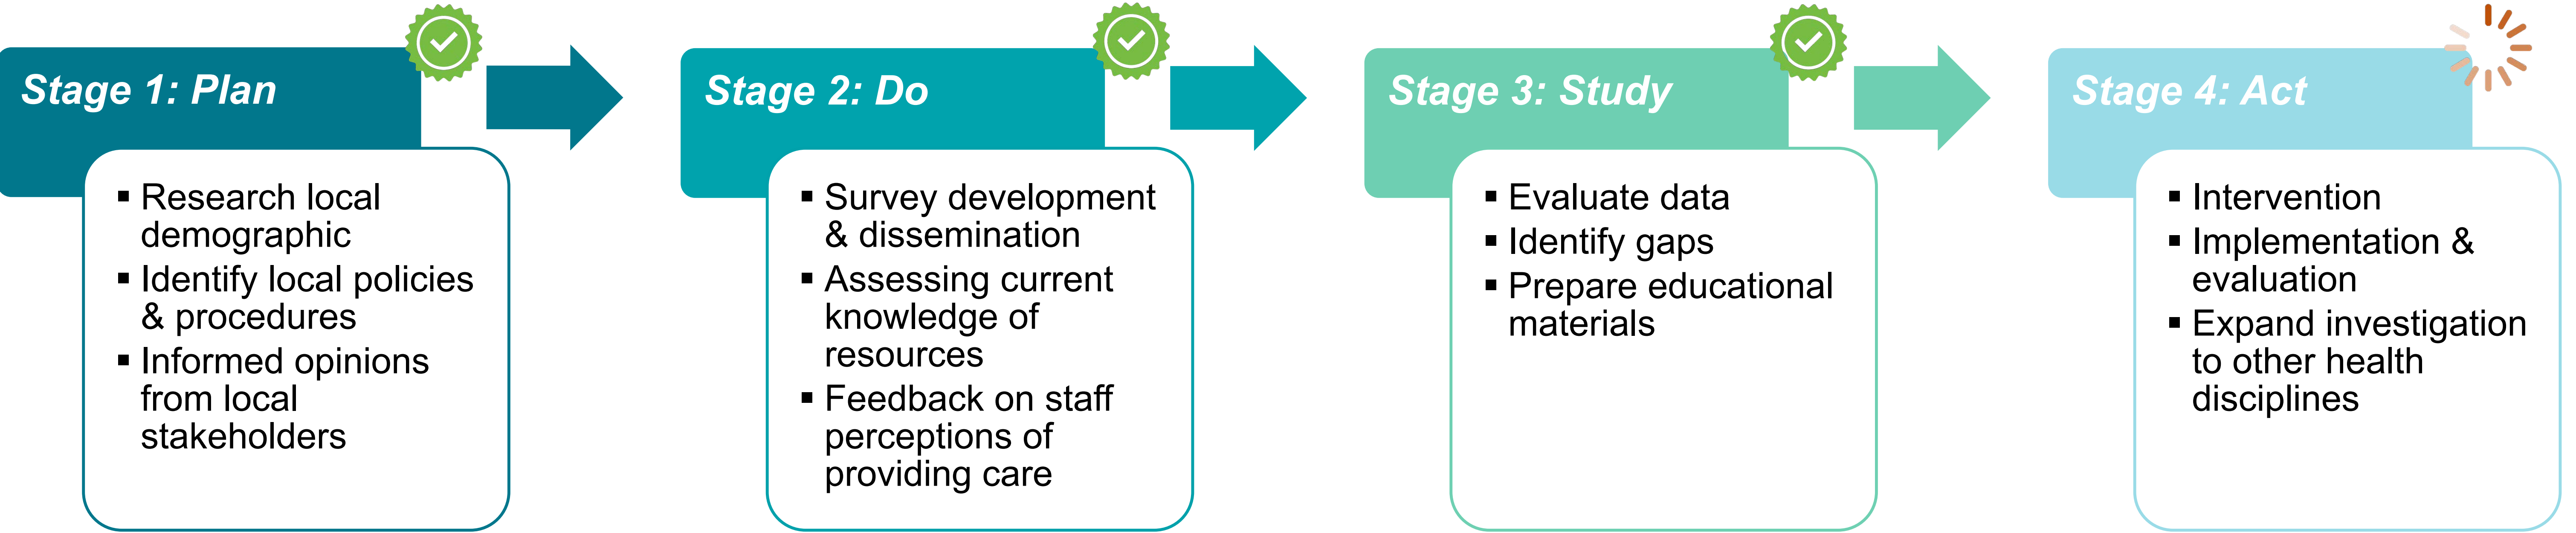 Stage 1: Plan
▪ Research local
demographic
▪ Identify local policies
& procedures
▪ Informed opinions
from local
stakeholders
Stage 2: Do
▪ Survey development
& dissemination
▪ Assessing current
knowledge of
resources
▪ Feedback on staff
perceptions of
providing care
Stage 3: Study
▪ Evaluate data
▪ Identify gaps
▪ Prepare educational
materials
Stage 4: Act
▪ Intervention
▪ Implementation &
evaluation
▪ Expand investigation
to other health
disciplines